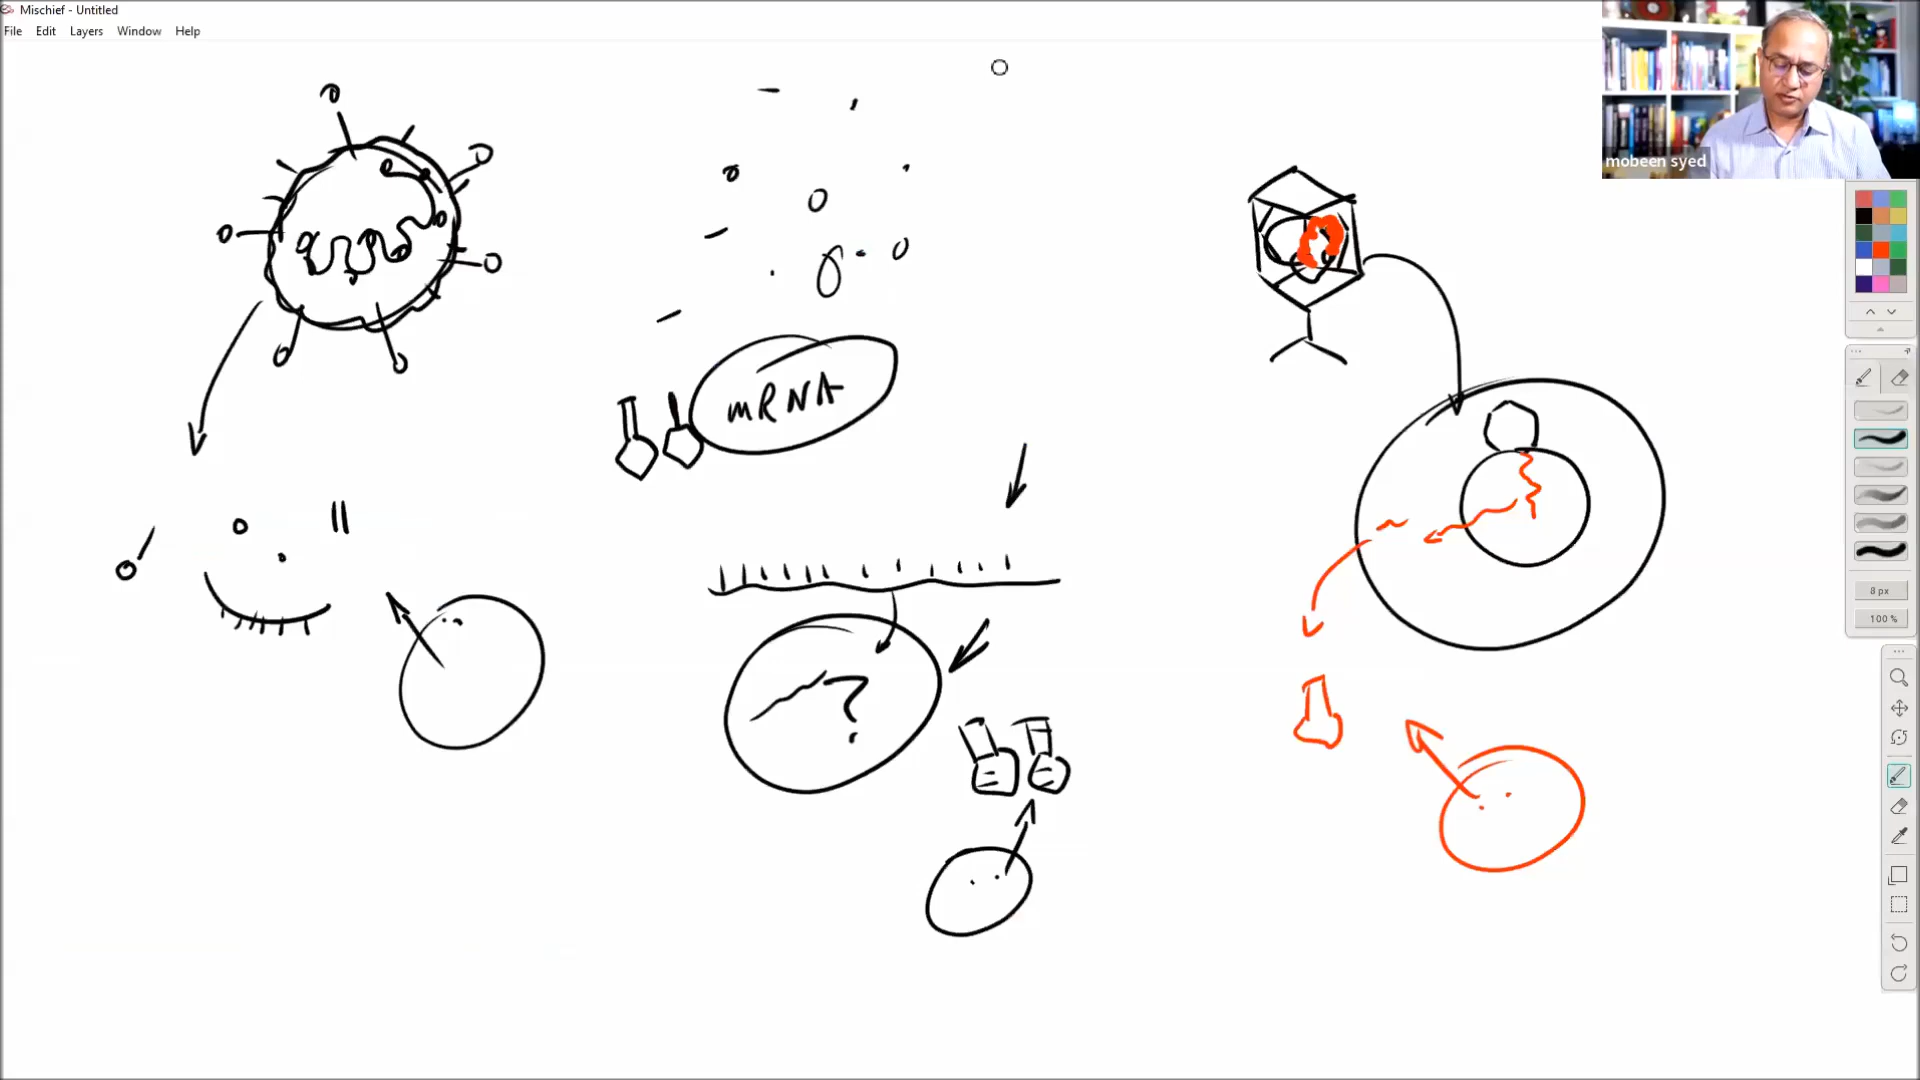 Mischief - Untitled
File Edit Layers Window Help
mobeen syed
mRNA
?
8 px
100 %